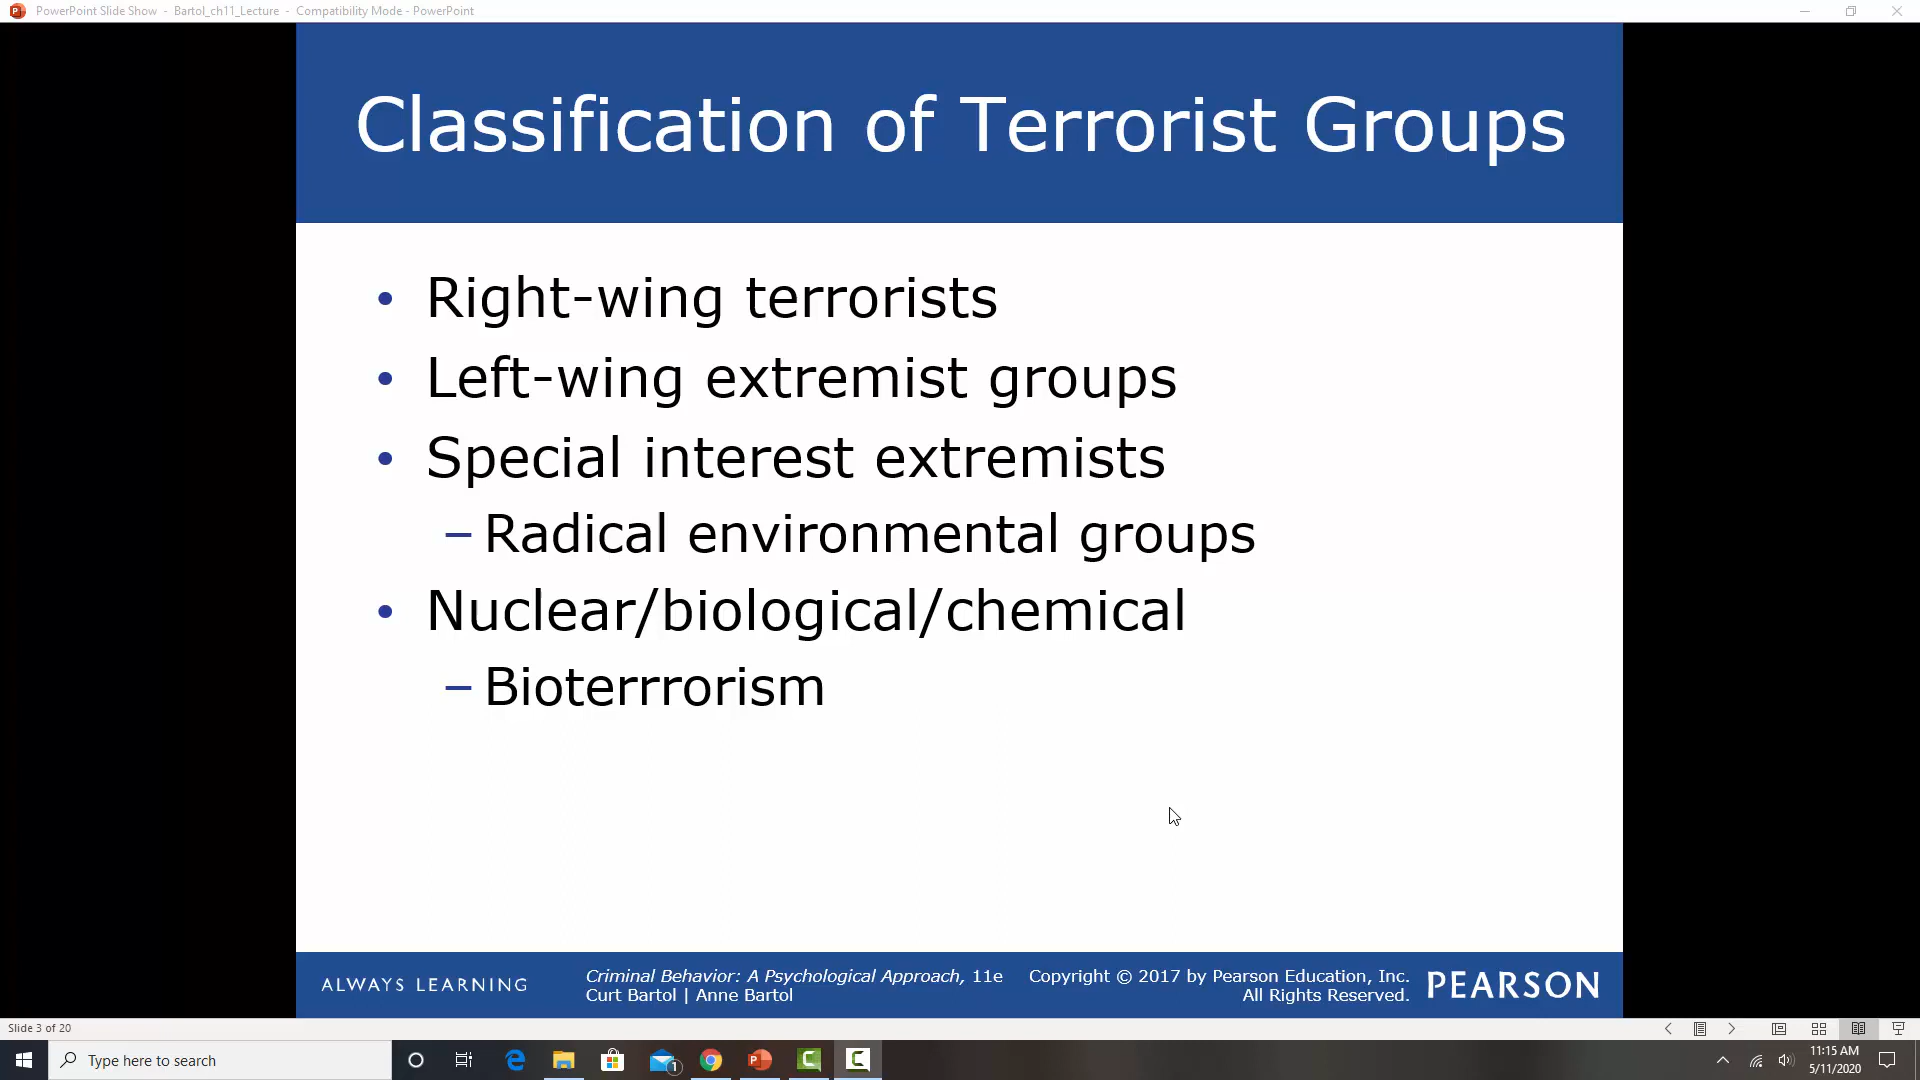 PowerPoint Slide Show - Bartol_ch11_Lecture - Compatibility Mode - PowerPoint
Classification of Terrorist Groups
• Right-wing terrorists
• Left-wing extremist groups
• Special interest extremists
– Radical environmental groups
• Nuclear/biological/chemical
– Bioterrrorism
ALWAYS LEARNING
Criminal Behavior: A Psychological Approach, 11e
Curt Bartol | Anne Bartol
Copyright © 2017 by Pearson Education, Inc.
All Rights Reserved.
PEARSON
Slide 3 of 20
Type here to search
1
11:15 AM
5/11/2020